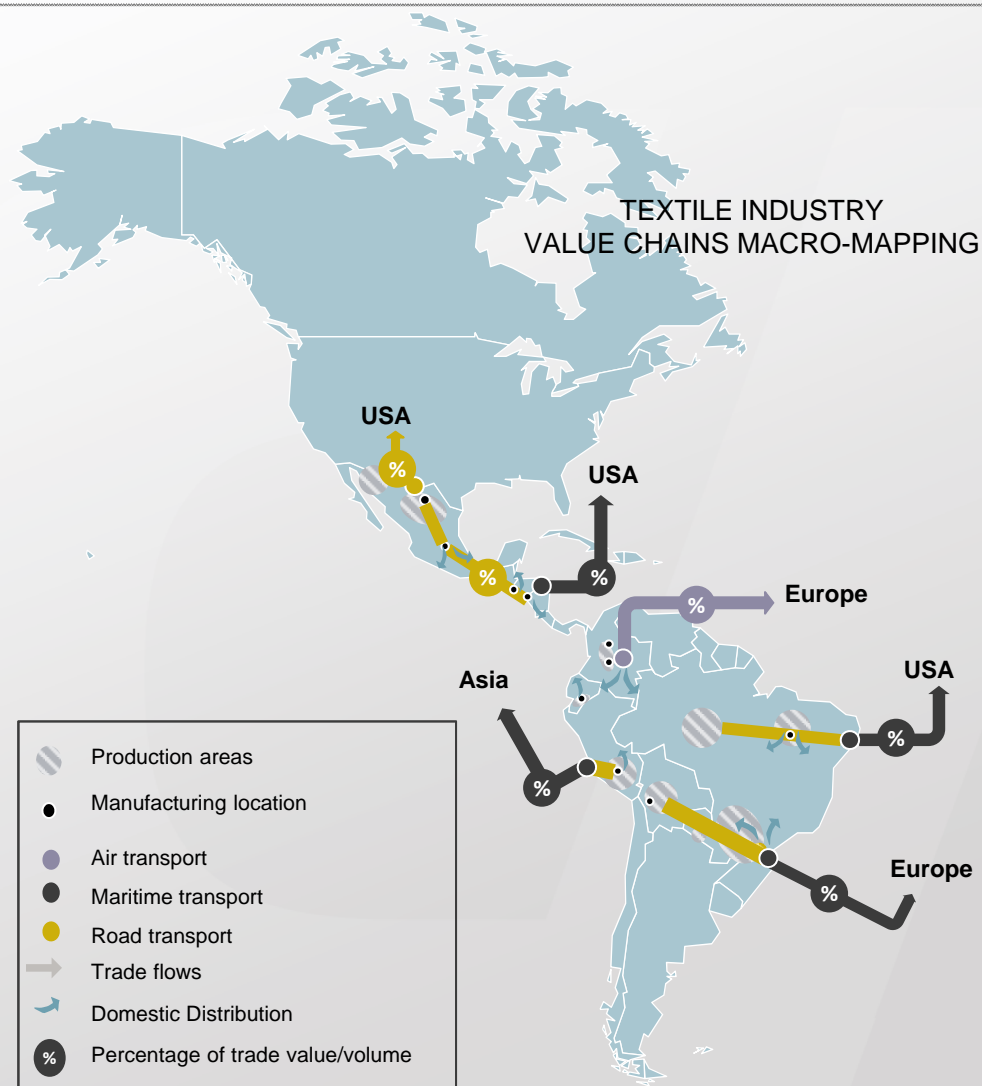 TEXTILE INDUSTRY
VALUE CHAINS MACRO-MAPPING
USA
%
USA
%
%
Europe
%
Asia
USA
%
%
Europe
%
Production areas
Manufacturing location
Air transport
Maritime transport
Road transport
Trade flows
Domestic Distribution
% Percentage of trade value/volume